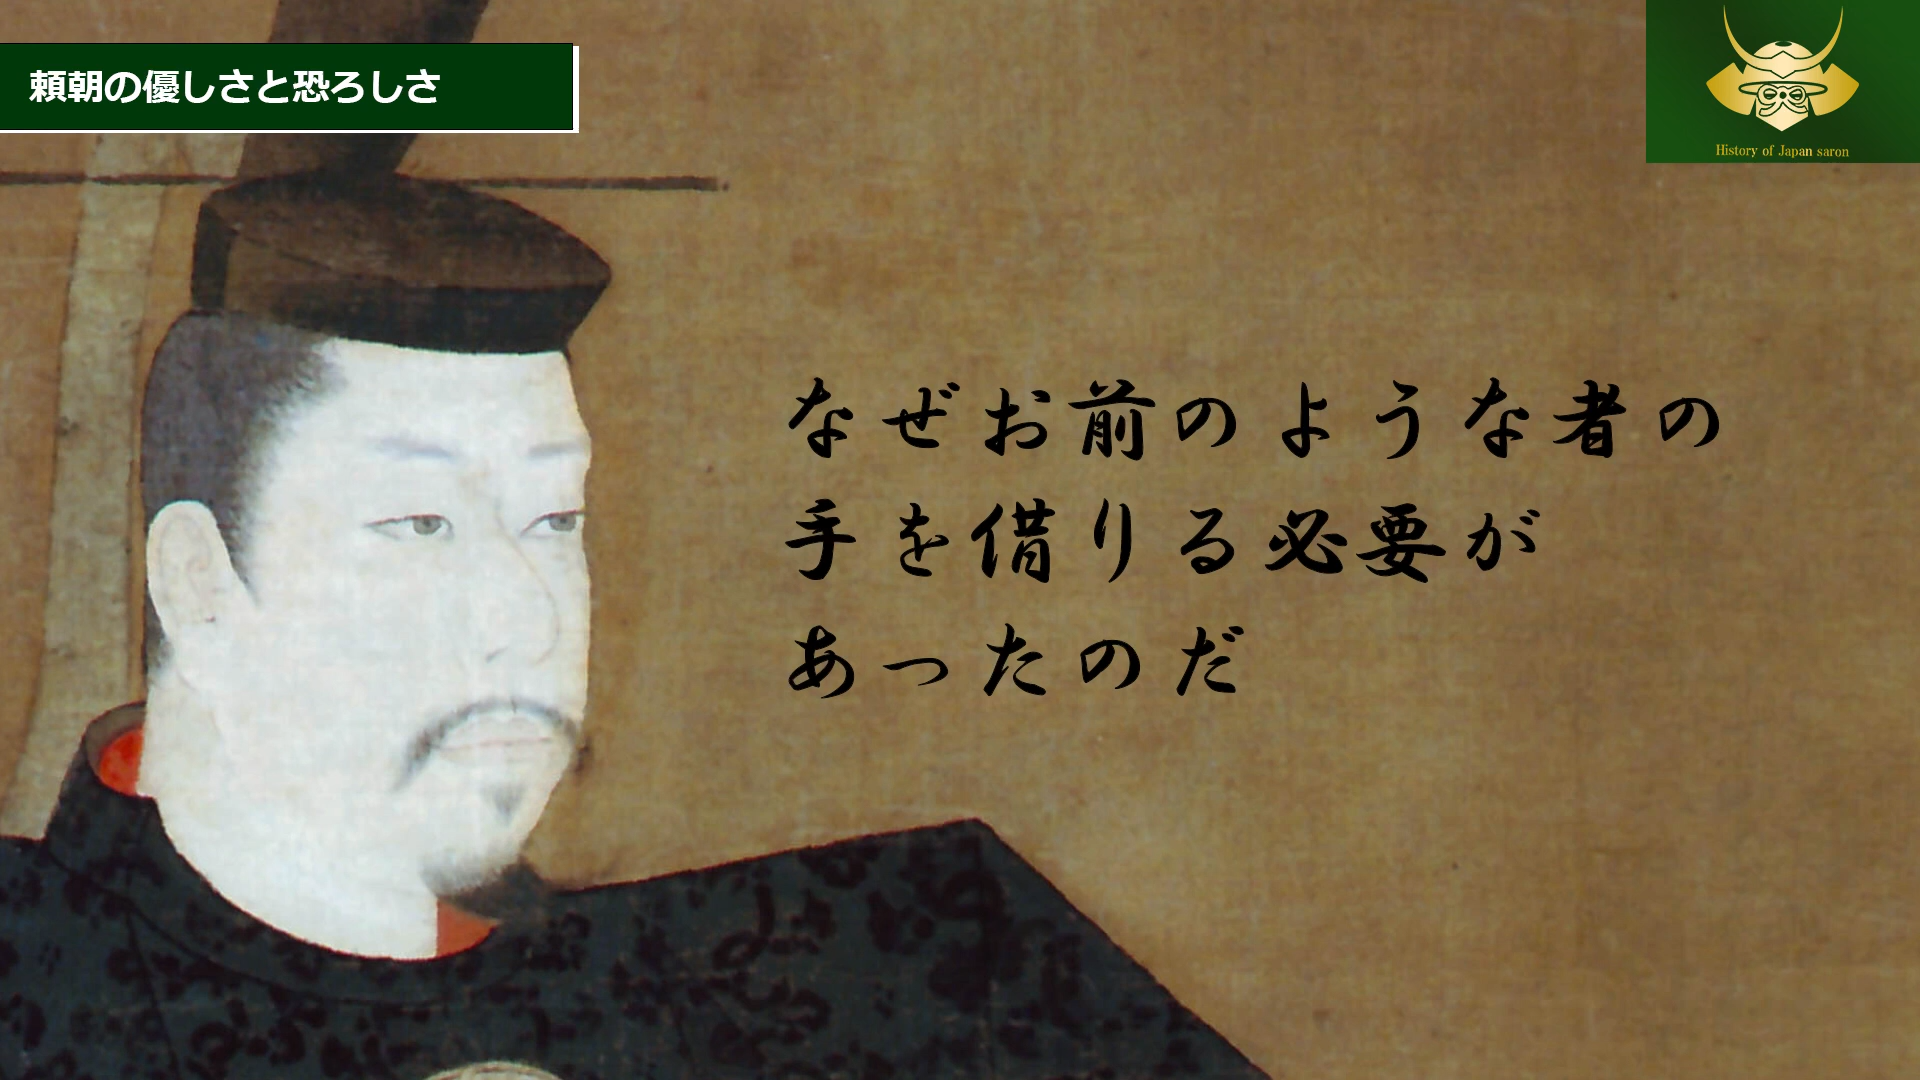 頼朝の優しさと恐ろしさ
History of Japan saron
なぜお前のような者の
手を借りる必要が
あったのだ